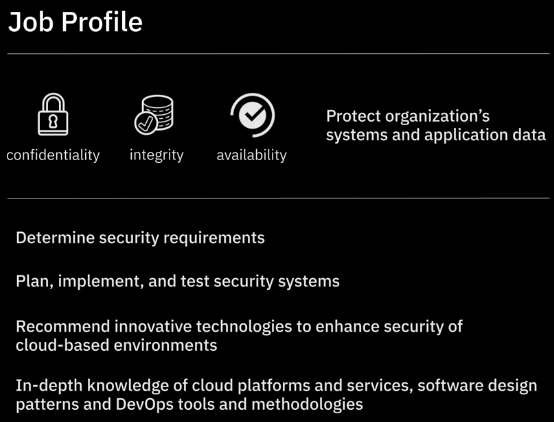 Job Profile
confidentiality
integrity
availability
Protect organization's
systems and application data
Determine security requirements
Plan, implement, and test security systems
Recommend innovative technologies to enhance security of
cloud-based environments
In-depth knowledge of cloud platforms and services, software design
patterns and DevOps tools and methodologies